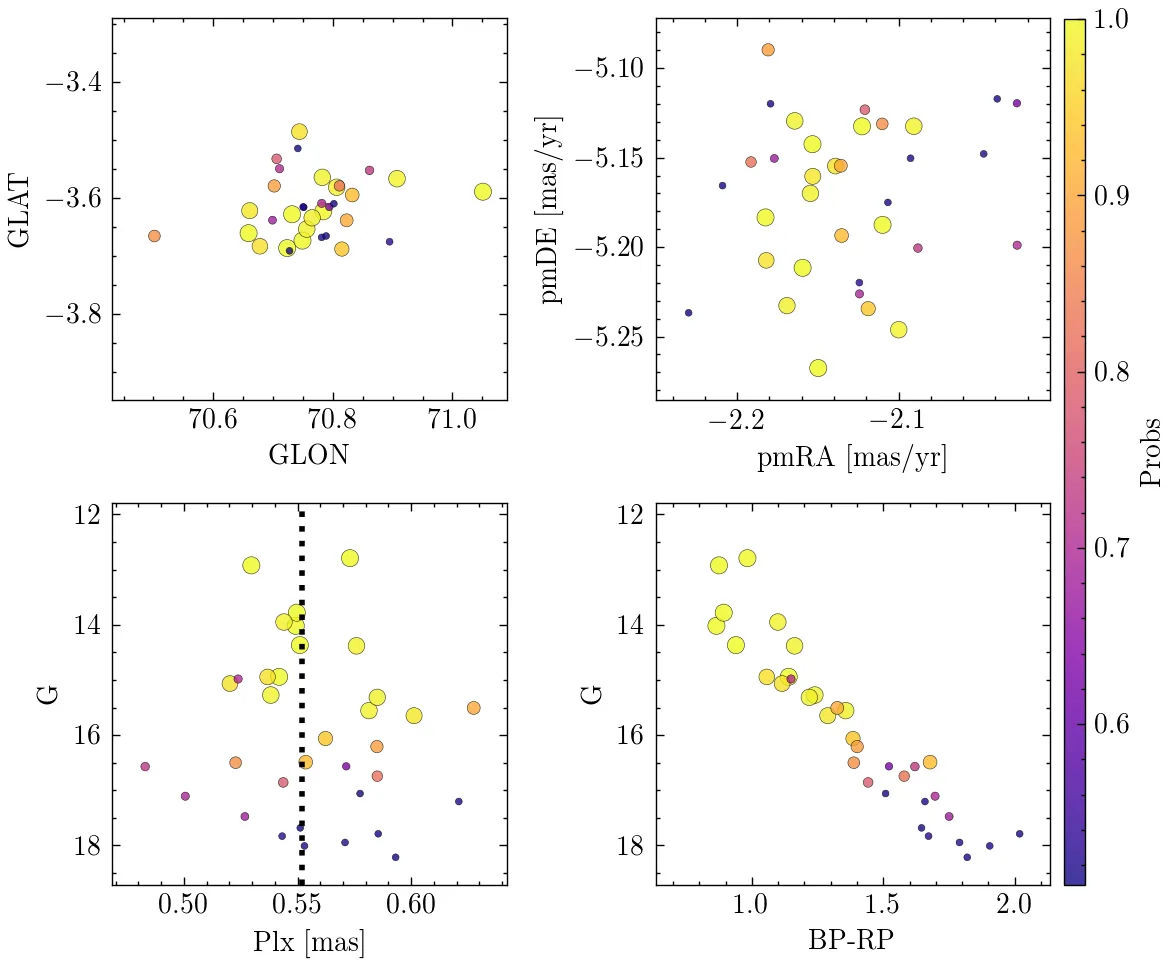 −3.4
−3.6
−3.8
GLAT
70.6 70.8 71.0
GLON
−5.10
−5.15
−5.20
−5.25
pmDE [mas/yr]
−2.2 −2.1
pmRA [mas/yr]
12
14
16
18
G
0.50 0.55 0.60
Plx [mas]
12
14
16
18
G
1.0 1.5 2.0
BP-RP
1.0
0.9
0.8
0.7
0.6
Probs